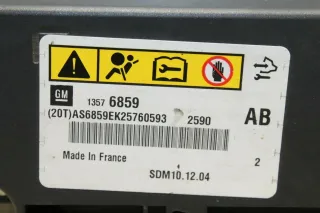 GM
1357 6859
(20T)AS6859EK25760593 2590 AB
Made In France 2
SDM10.12.04